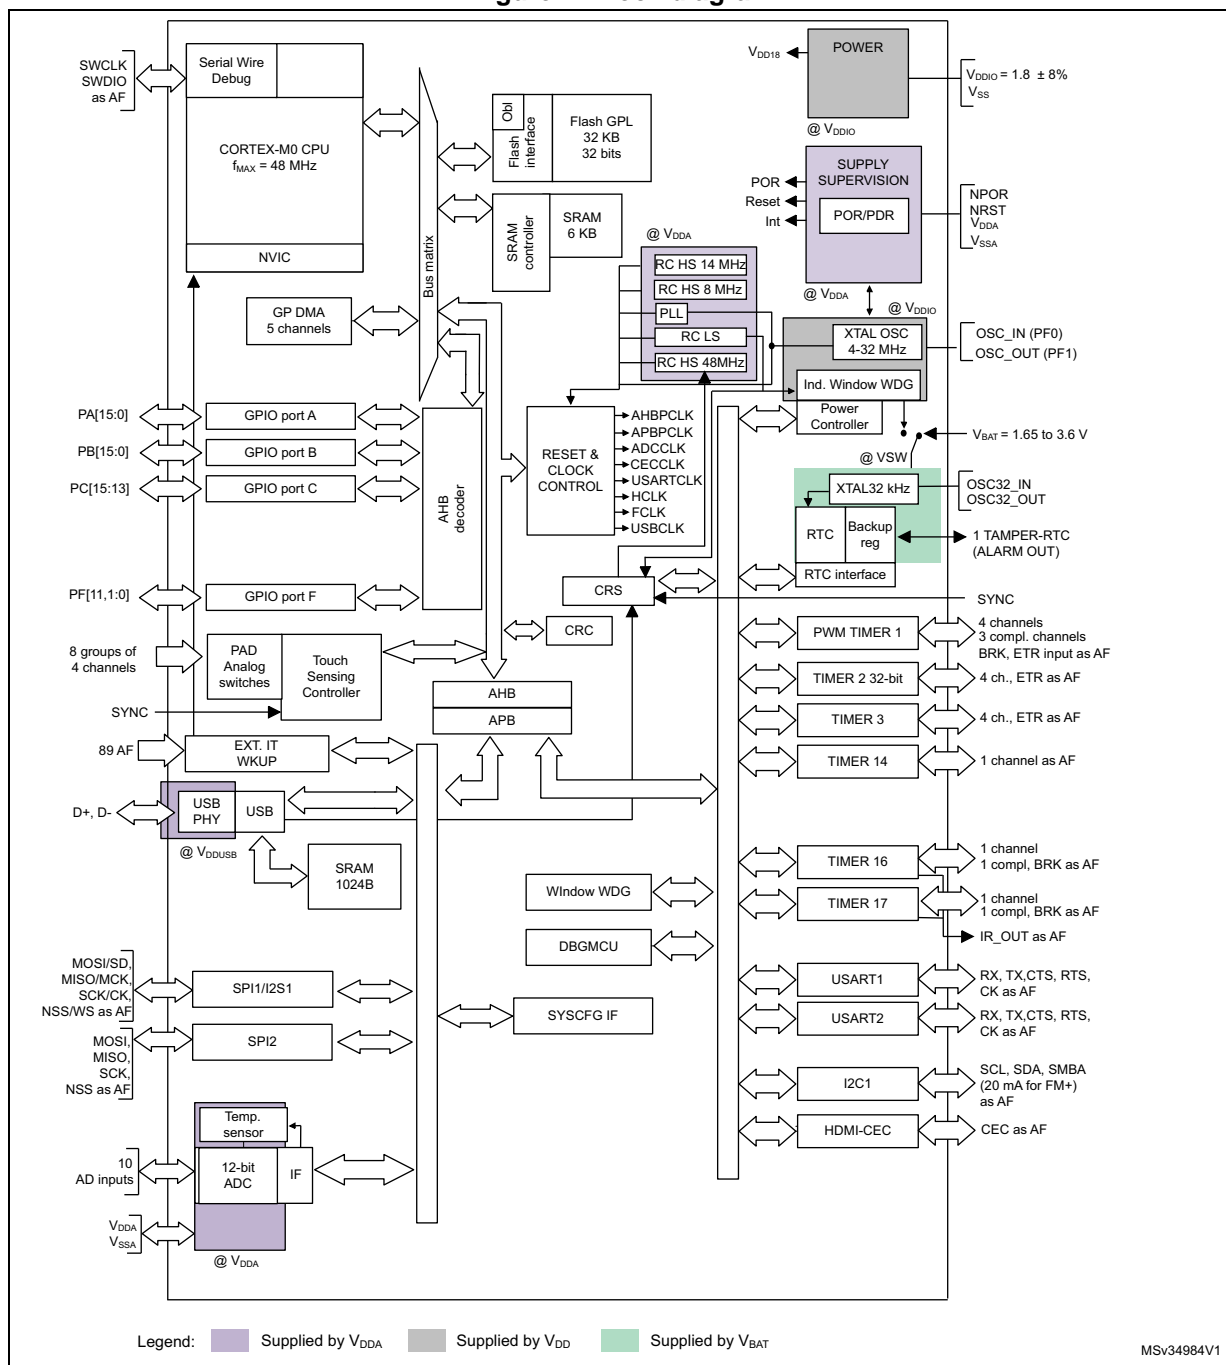 SWCLK
SWDIO
as AF
Serial Wire
Debug
CORTEX-M0 CPU
fMAX = 48 MHz
NVIC
Bus matrix
Obl
Flash
interface
Flash GPL
32 KB
32 bits
SRAM
controller
SRAM
6 KB
GP DMA
5 channels
VDD18
POWER
VDDIO = 1.8 ± 8%
VSS
@ VDDIO
SUPPLY
SUPERVISION
POR/PDR
POR
Reset
Int
NPOR
NRST
VDDA
VSSA
@ VDDA
@ VDDA
RC HS 14 MHz
RC HS 8 MHz
PLL
RC LS
RC HS 48MHz
@ VDDIO
XTAL OSC
4-32 MHz
OSC_IN (PF0)
OSC_OUT (PF1)
Ind. Window WDG
Power
Controller
VBAT = 1.65 to 3.6 V
@ VSW
XTAL32 kHz
OSC32_IN
OSC32_OUT
RTC
Backup
reg
1 TAMPER-RTC
(ALARM OUT)
RTC interface
PA[15:0]
GPIO port A
PB[15:0]
GPIO port B
PC[15:13]
GPIO port C
PF[11,1:0]
GPIO port F
AHB
decoder
RESET &
CLOCK
CONTROL
AHBPCLK
APBPCLK
ADCCLK
CECCLK
USARTCLK
HCLK
FCLK
USBCLK
CRS
SYNC
CRC
8 groups of
4 channels
PAD
Analog
switches
Touch
Sensing
Controller
SYNC
AHB
APB
89 AF
EXT. IT
WKUP
D+, D-
USB
PHY
USB
@ VDDUSB
SRAM
1024B
PWM TIMER 1
4 channels
3 compl. channels
BRK, ETR input as AF
TIMER 2 32-bit
4 ch., ETR as AF
TIMER 3
4 ch., ETR as AF
TIMER 14
1 channel as AF
TIMER 16
1 channel
1 compl, BRK as AF
TIMER 17
1 channel
1 compl, BRK as AF
IR_OUT as AF
WIndow WDG
DBGMCU
SYSCFG IF
MOSI/SD,
MISO/MCK,
SCK/CK,
NSS/WS as AF
SPI1/I2S1
MOSI,
MISO,
SCK,
NSS as AF
SPI2
USART1
RX, TX,CTS, RTS,
CK as AF
USART2
RX, TX,CTS, RTS,
CK as AF
I2C1
SCL, SDA, SMBA
(20 mA for FM+)
as AF
HDMI-CEC
CEC as AF
Temp.
sensor
10
AD inputs
12-bit
ADC
IF
VDDA
VSSA
@ VDDA
Legend:
Supplied by VDDA
Supplied by VDD
Supplied by VBAT
MSv34984V1